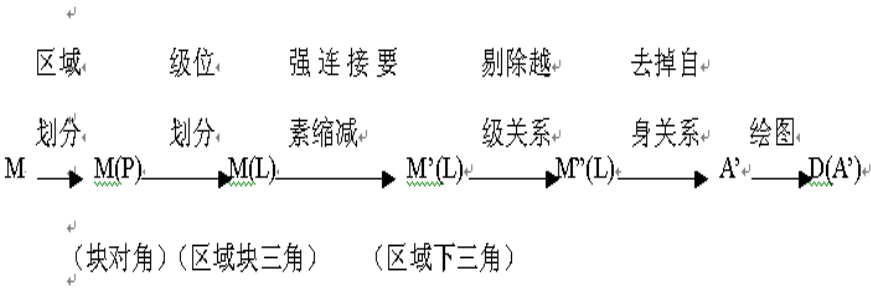 区域 级位 强连接要 剔除越 去掉自
划分 划分 素缩减 级关系 身关系 绘图
M M(P) M(L) M’(L) M”(L) A’ D(A’)
（块对角）（区域块三角） （区域下三角）